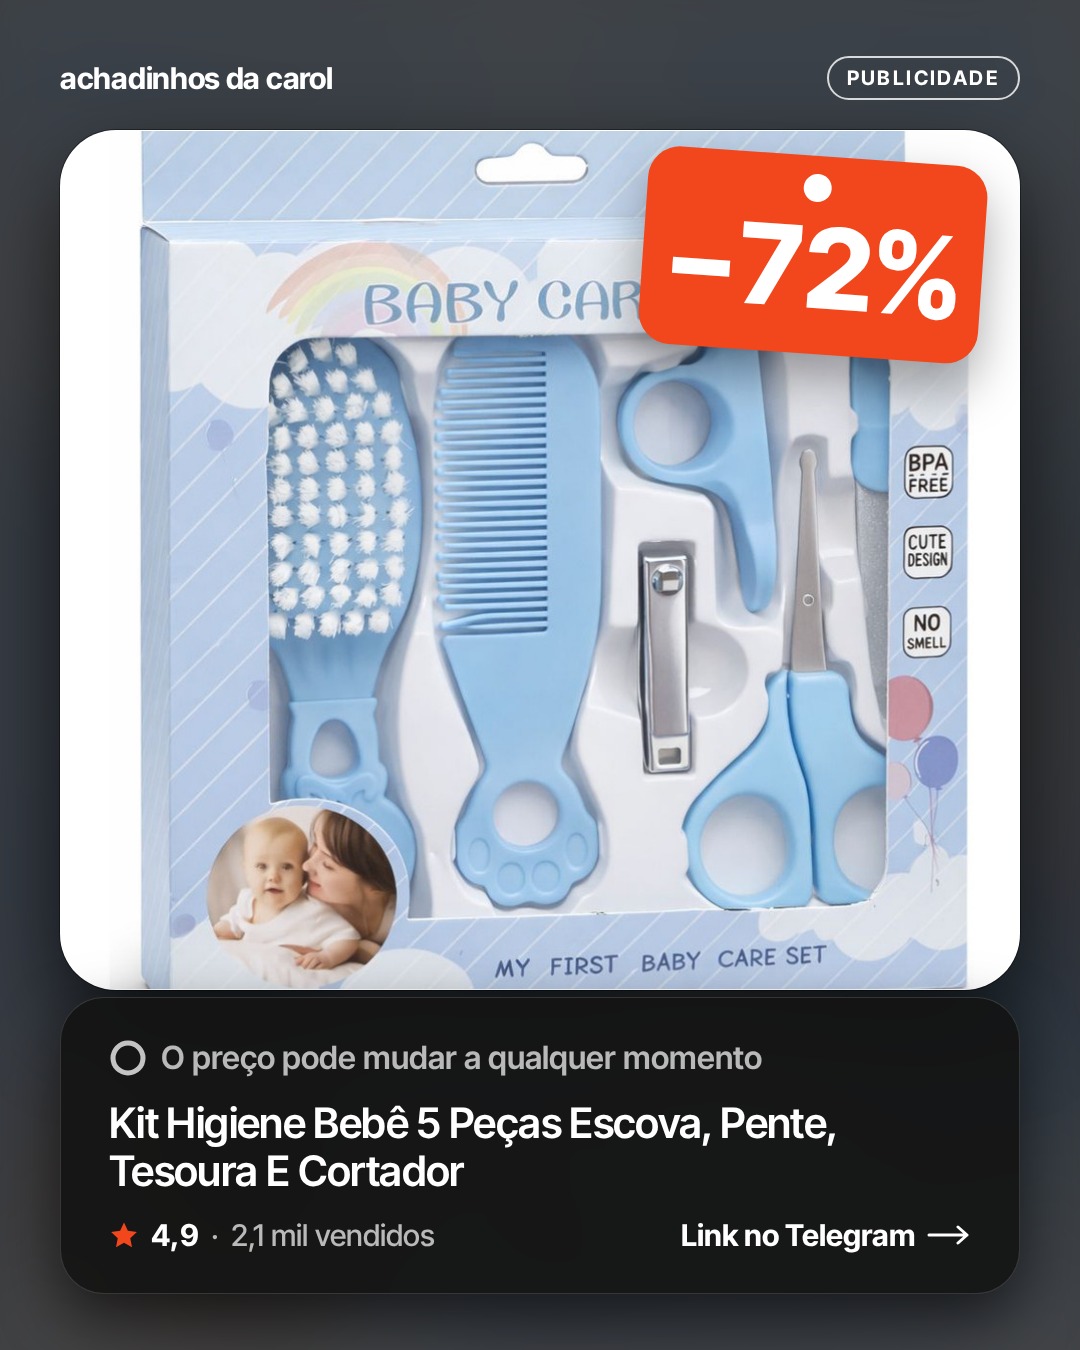 achadinhos da carol
PUBLICIDADE
-72%
BABY CAR
BPA
FREE
CUTE
DESIGN
NO
SMELL
MY FIRST BABY CARE SET
O preço pode mudar a qualquer momento
Kit Higiene Bebê 5 Peças Escova, Pente,
Tesoura E Cortador
4,9 · 2,1 mil vendidos
Link no Telegram →